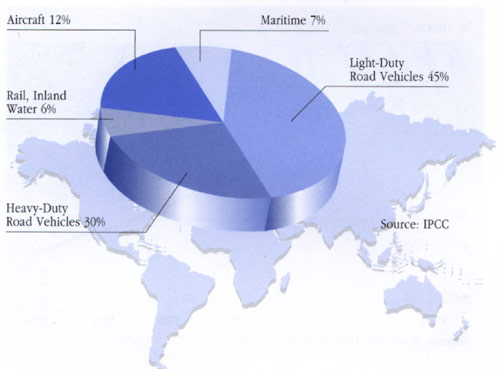 Aircraft 12%
Maritime 7%
Light-Duty
Road Vehicles 45%
Rail, Inland
Water 6%
Heavy-Duty
Road Vehicles 30%
Source: IPCC